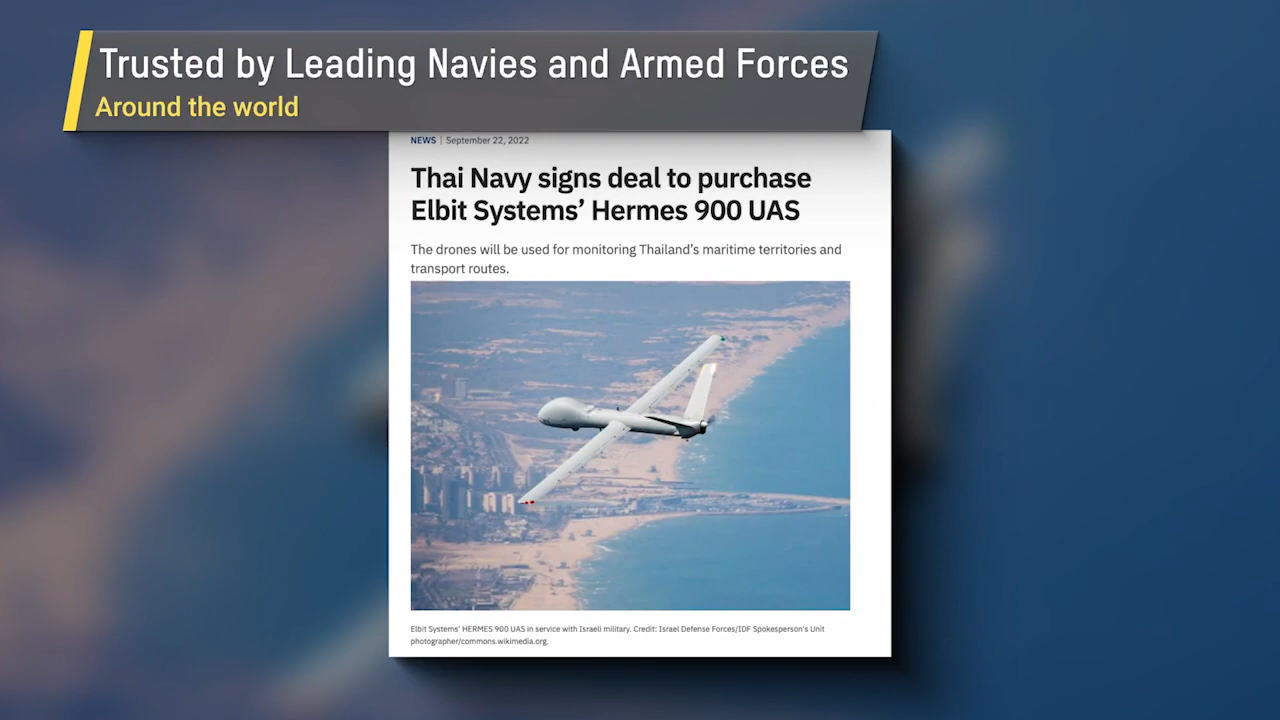 Trusted by Leading Navies and Armed Forces
Around the world
NEWS | September 22, 2022
Thai Navy signs deal to purchase
Elbit Systems’ Hermes 900 UAS
The drones will be used for monitoring Thailand’s maritime territories and
transport routes.
Elbit Systems’ HERMES 900 UAS in service with Israeli military. Credit: Israel Defense Forces/IDF Spokesperson’s Unit
photographer/commons.wikimedia.org.